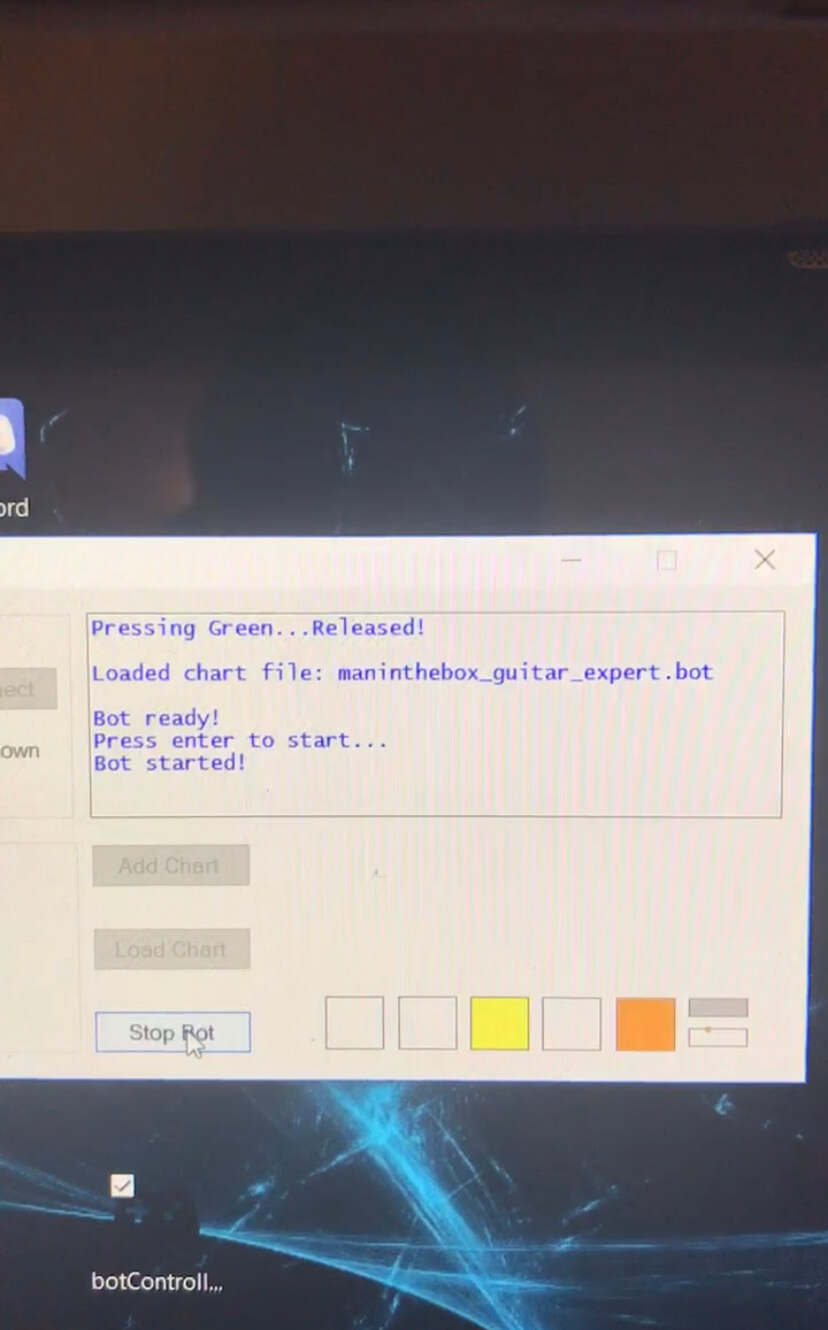 ord
Pressing Green...Released!
Loaded chart file: maninthebox_guitar_expert.bot
Bot ready!
Press enter to start...
Bot started!
ect
own
Add Chart
Load Chart
Stop Bot
botControll...